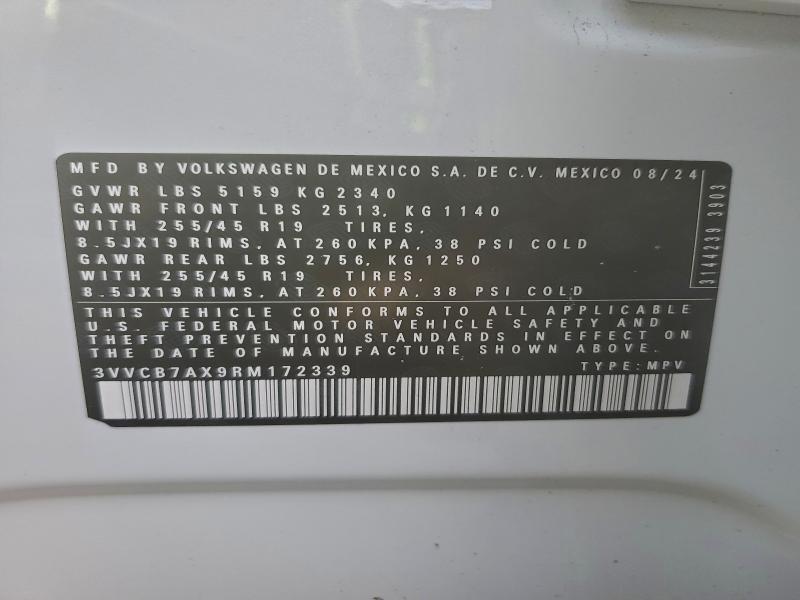 MFD BY VOLKSWAGEN DE MEXICO S.A. DE C.V. MEXICO 08/24
GVWR LBS 5159 KG 2340
GAWR FRONT LBS 2513, KG 1140
WITH 255/45 R19 TIRES,
8.5JX19 RIMS, AT 260 KPA, 38 PSI COLD
GAWR REAR LBS 2756, KG 1250
WITH 255/45 R19 TIRES,
8.5JX19 RIMS, AT 260 KPA, 38 PSI COLD
3144239 3903
THIS VEHICLE CONFORMS TO ALL APPLICABLE
U.S. FEDERAL MOTOR VEHICLE SAFETY AND
THEFT PREVENTION STANDARDS IN EFFECT ON
THE DATE OF MANUFACTURE SHOWN ABOVE.
3VVCB7AX9RM172339 TYPE: MPV